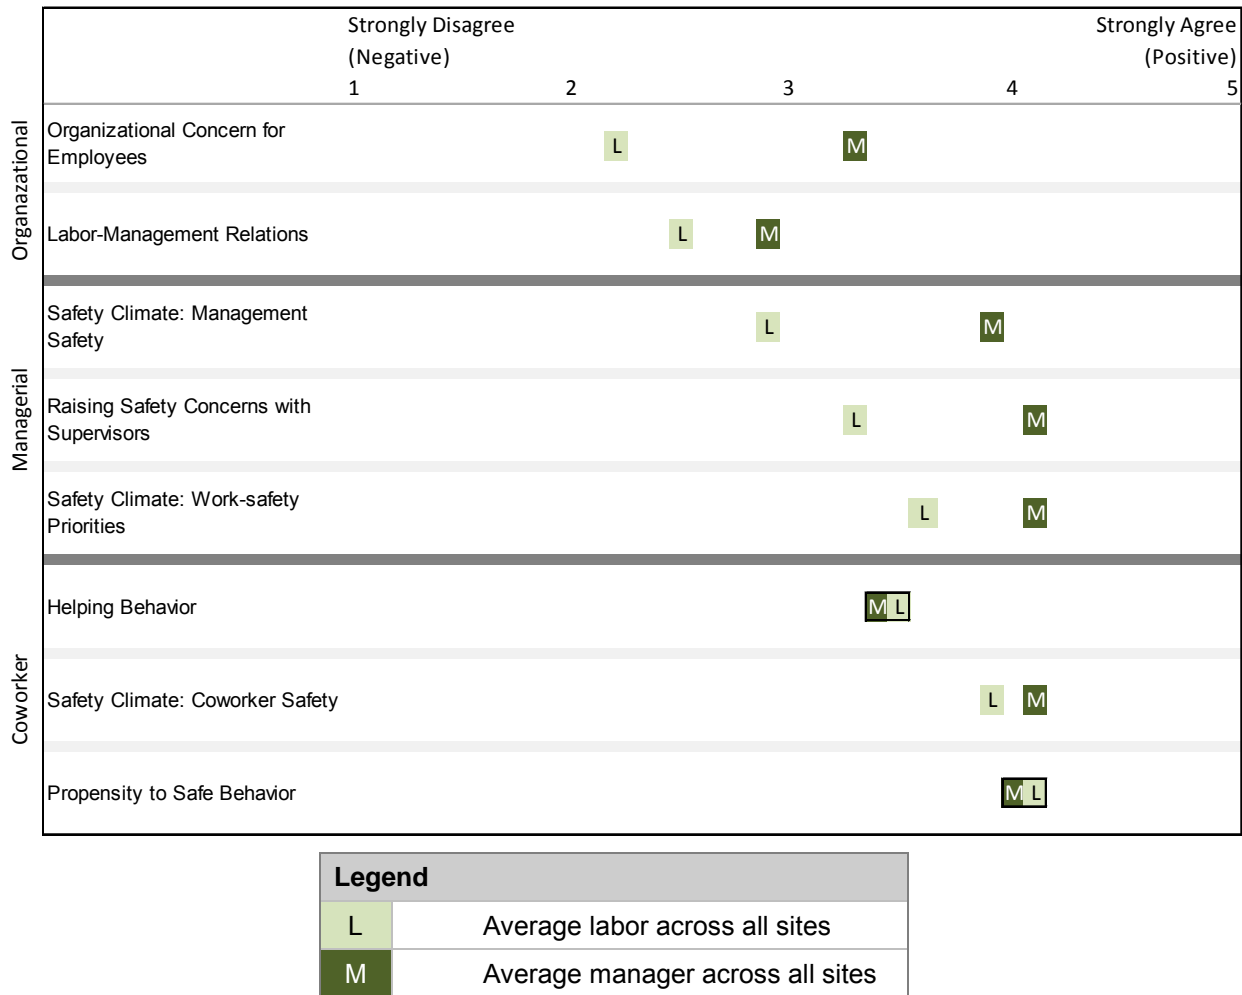 Strongly Disagree
(Negative)
Strongly Agree
(Positive)
1 2 3 4 5
Organazational
Organizational Concern for
Employees
L M
Labor-Management Relations
L M
Managerial
Safety Climate: Management
Safety
L M
Raising Safety Concerns with
Supervisors
L M
Safety Climate: Work-safety
Priorities
L M
Coworker
Helping Behavior
M L
Safety Climate: Coworker Safety
L M
Propensity to Safe Behavior
M L
Legend
L Average labor across all sites
M Average manager across all sites